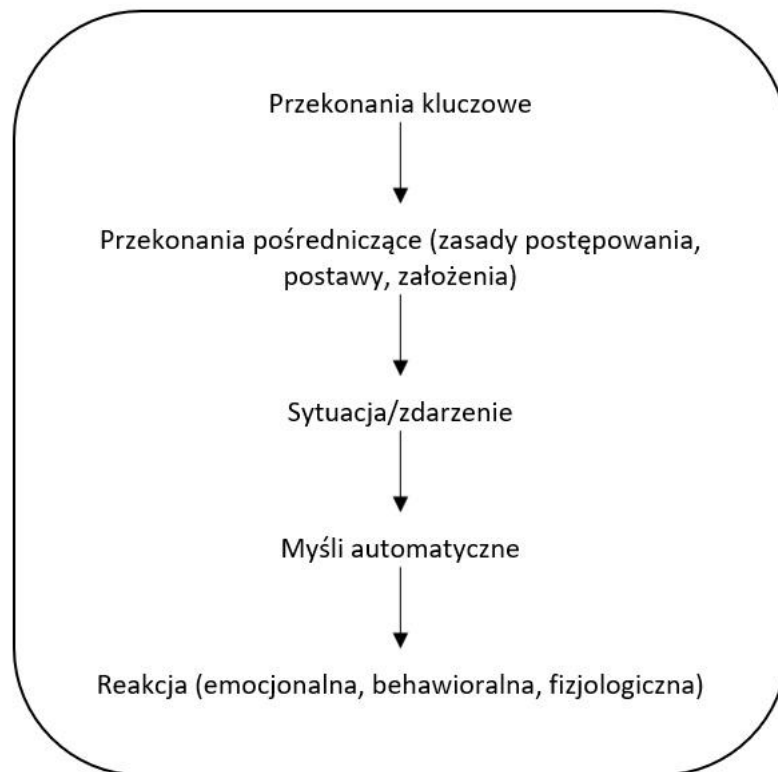 Przekonania kluczowe
Przekonania pośredniczące (zasady postępowania,
postawy, założenia)
Sytuacja/zdarzenie
Myśli automatyczne
Reakcja (emocjonalna, behawioralna, fizjologiczna)